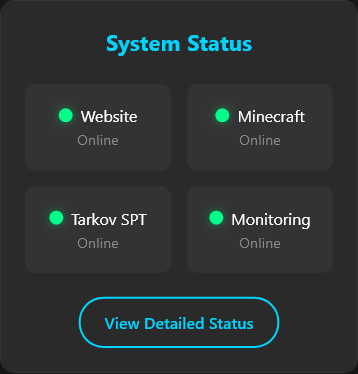 System Status
Website
Online
Minecraft
Online
Tarkov SPT
Online
Monitoring
Online
View Detailed Status